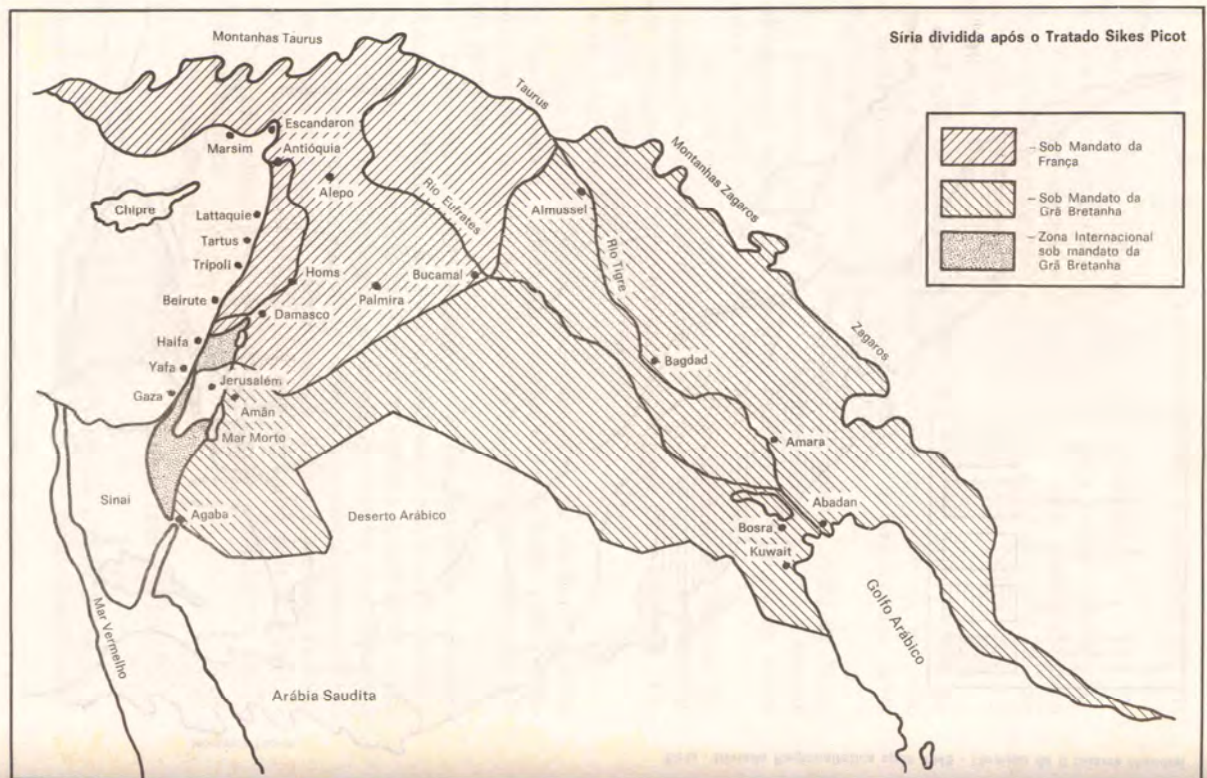 Síria dividida após o Tratado Sikes Picot
– Sob Mandato da
França
– Sob Mandato da
Grã Bretanha
– Zona Internacional
sob mandato da
Grã Bretanha
Montanhas Taurus
Taurus
Montanhas Zagaros
Zagaros
Escandaron
Marsim
Antióquia
Alepo
Chipre
Rio Eufrates
Almussel
Lattaquie
Tartus
Trípoli
Homs
Bucamal
Rio Tigre
Palmira
Beirute
Damasco
Haifa
Bagdad
Yafa
Jerusalém
Gaza
Amãn
Mar Morto
Amara
Sinai
Agaba
Deserto Arábico
Abadan
Bosra
Kuwait
Golfo Arábico
Mar Vermelho
Arábia Saudita